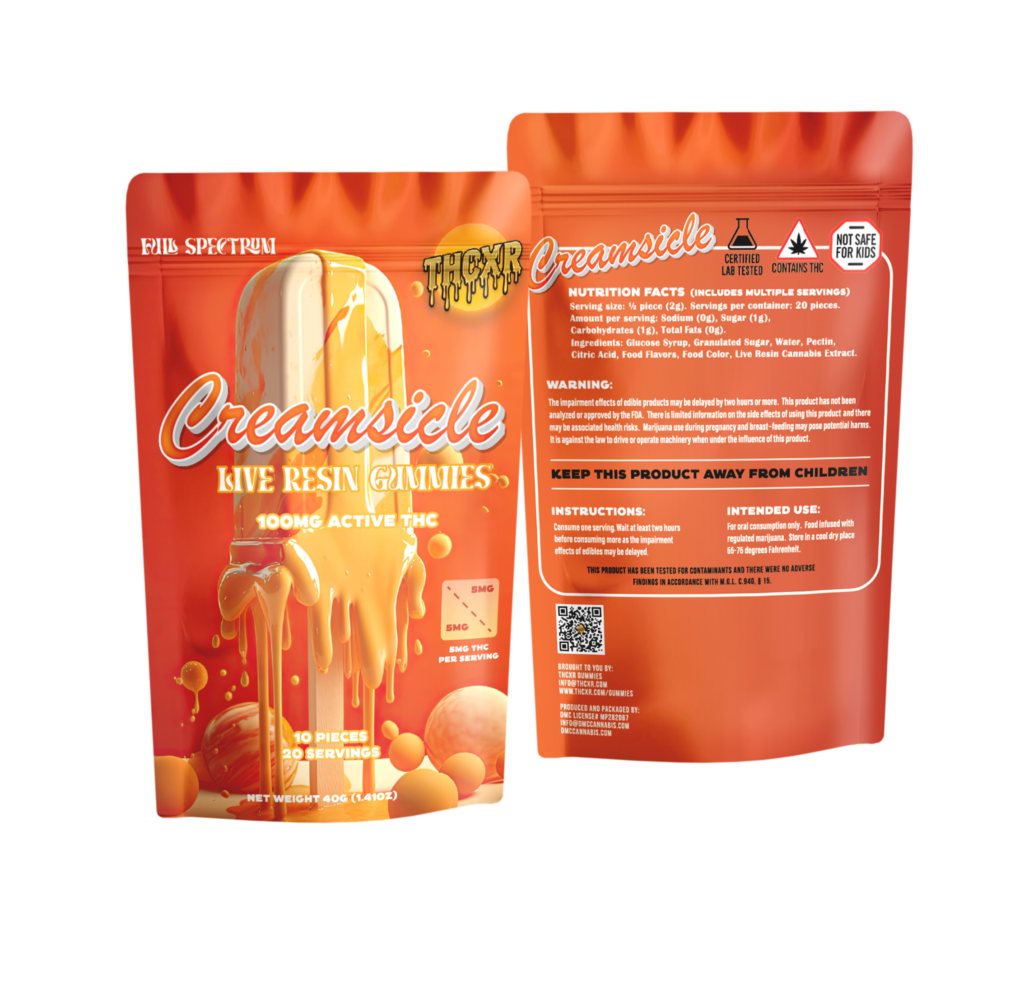 FULL SPECTRUM
THCXR
Creamsicle
LIVE RESIN GUMMIES
100MG ACTIVE THC
5MG
5MG
5MG THC
PER SERVING
10 PIECES
20 SERVINGS
NET WEIGHT 40G (1.41OZ)
Creamsicle
CERTIFIED
LAB TESTED
CONTAINS THC
NOT SAFE
FOR KIDS
NUTRITION FACTS (INCLUDES MULTIPLE SERVINGS)
Serving size: ½ piece (2g). Servings per container: 20 pieces.
Amount per serving: Sodium (0g), Sugar (1g),
Carbohydrates (1g), Total Fats (0g).
Ingredients: Glucose Syrup, Granulated Sugar, Water, Pectin,
Citric Acid, Food Flavors, Food Color, Live Resin Cannabis Extract.
WARNING:
The impairment effects of edible products may be delayed by two hours or more. This product has not been
analyzed or approved by the FDA. There is limited information on the side effects of using this product and there
may be associated health risks. Marijuana use during pregnancy and breast-feeding may pose potential harms.
It is against the law to drive or operate machinery when under the influence of this product.
KEEP THIS PRODUCT AWAY FROM CHILDREN
INSTRUCTIONS:
Consume one serving. Wait at least two hours
before consuming more as the impairment
effects of edibles may be delayed.
INTENDED USE:
For oral consumption only. Food infused with
regulated marijuana. Store in a cool dry place
55-75 degrees Fahrenheit.
THIS PRODUCT HAS BEEN TESTED FOR CONTAMINANTS AND THERE WERE NO ADVERSE
FINDINGS IN ACCORDANCE WITH M.G.L. C.94G, § 15.
BROUGHT TO YOU BY:
THCXR GUMMIES
INFO@THCXR.COM
WWW.THCXR.COM/GUMMIES
PRODUCED AND PACKAGED BY:
DMC LICENSE# MP282087
INFO@DMCCANNABIS.COM
DMCCANNABIS.COM